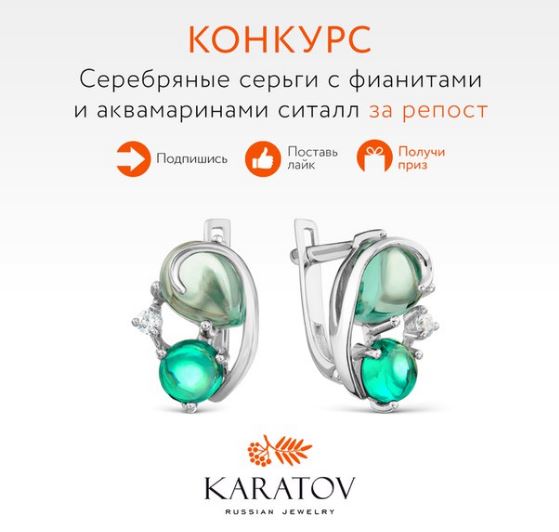 КОНКУРС
Серебряные серьги с фианитами
и аквамаринами ситалл за репост
Подпишись
Поставь
лайк
Получи
приз
KARATOV
RUSSIAN JEWELRY